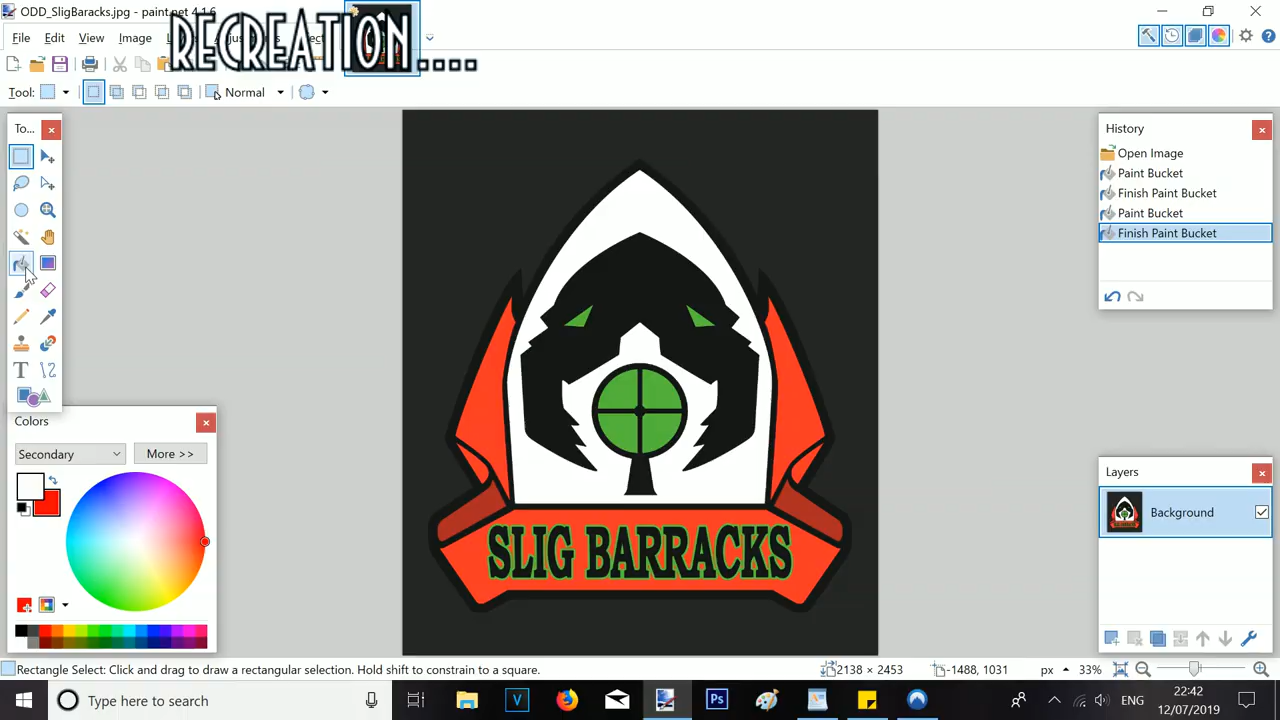 ODD_SligBaracks.jpg - paint.net 4.1.6
RECREATION....
File Edit View Image
Tool: Normal
To...
History
Open Image
Paint Bucket
Finish Paint Bucket
Paint Bucket
Finish Paint Bucket
SLIG BARRACKS
Colors
Secondary More >>
Layers
Background
Rectangle Select: Click and drag to draw a rectangular selection. Hold shift to constrain to a square.
2138 × 2453 -1488, 1031 px 33%
Type here to search
ENG 22:42
12/07/2019